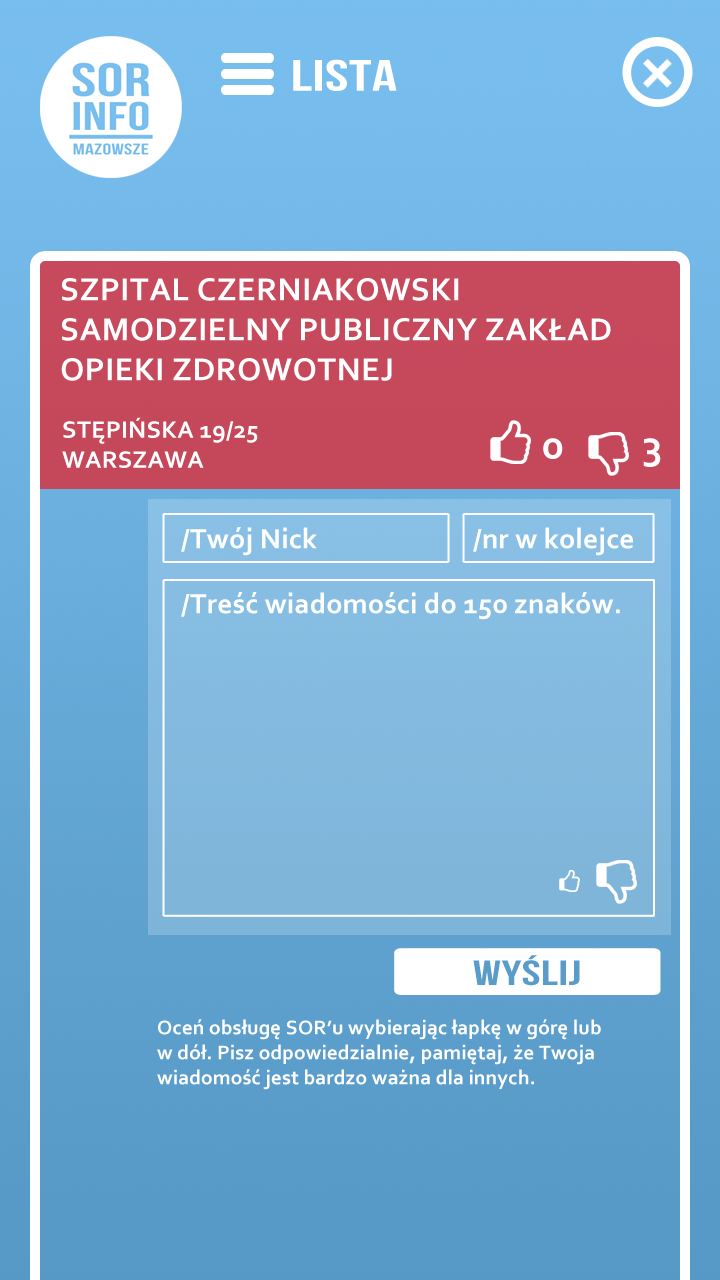 SOR
INFO
MAZOWSZE
LISTA
SZPITAL CZERNIAKOWSKI
SAMODZIELNY PUBLICZNY ZAKŁAD
OPIEKI ZDROWOTNEJ
STĘPIŃSKA 19/25
WARSZAWA
0
3
/Twój Nick
/nr w kolejce
/Treść wiadomości do 150 znaków.
WYŚLIJ
Oceń obsługę SOR’u wybierając łapkę w górę lub
w dół. Pisz odpowiedzialnie, pamiętaj, że Twoja
wiadomość jest bardzo ważna dla innych.